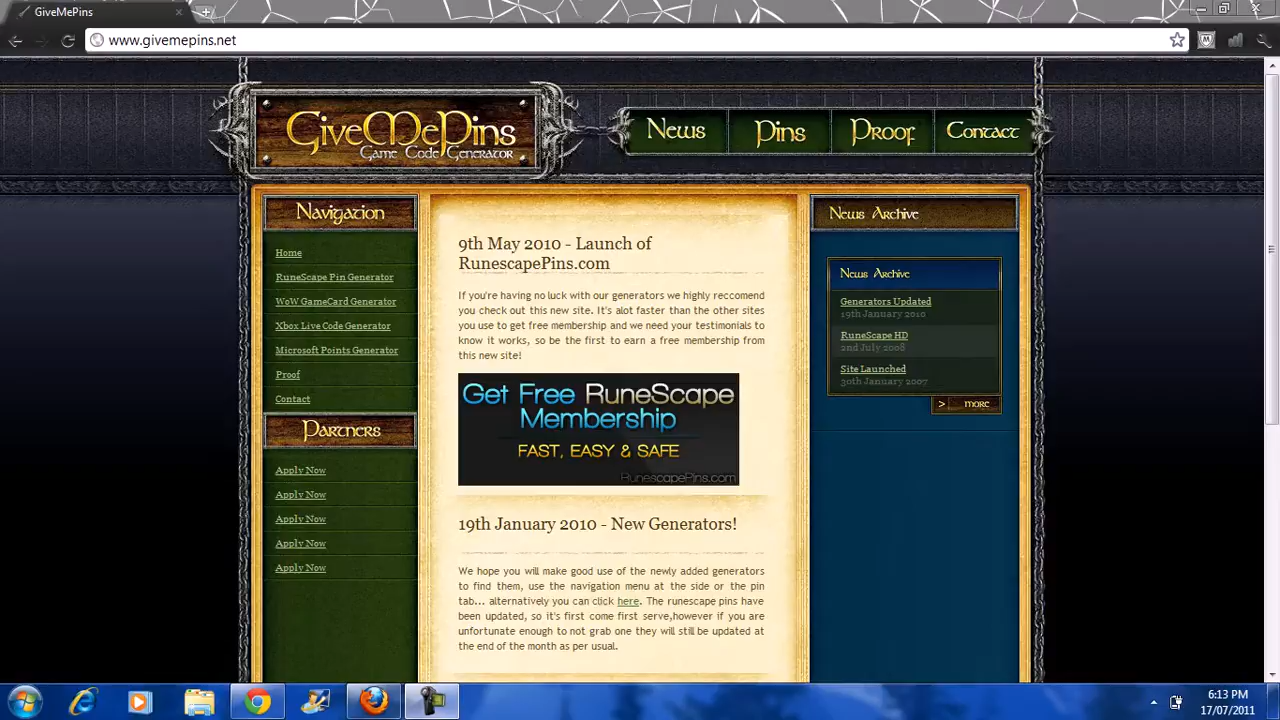 GiveMePins
www.givemepins.net
GiveMePins
Game Code Generator
News
Pins
Proof
Contact
Navigation
Home
RuneScape Pin Generator
WoW GameCard Generator
Xbox Live Code Generator
Microsoft Points Generator
Proof
Contact
Partners
Apply Now
Apply Now
Apply Now
Apply Now
Apply Now
9th May 2010 - Launch of
RunescapePins.com
If you're having no luck with our generators we highly reccomend
you check out this new site. It's alot faster than the other sites
you use to get free membership and we need your testimonials to
know it works, so be the first to earn a free membership from
this new site!
Get Free RuneScape
Membership
FAST, EASY & SAFE
RunescapePins.com
19th January 2010 - New Generators!
We hope you will make good use of the newly added generators
to find them, use the navigation menu at the side or the pin
tab... alternatively you can click here. The runescape pins have
been updated, so it's first come first serve,however if you are
unfortunate enough to not grab one they will still be updated at
the end of the month as per usual.
News Archive
News Archive
Generators Updated
19th January 2010
RuneScape HD
2nd July 2008
Site Launched
30th January 2007
> more
6:13 PM
17/07/2011